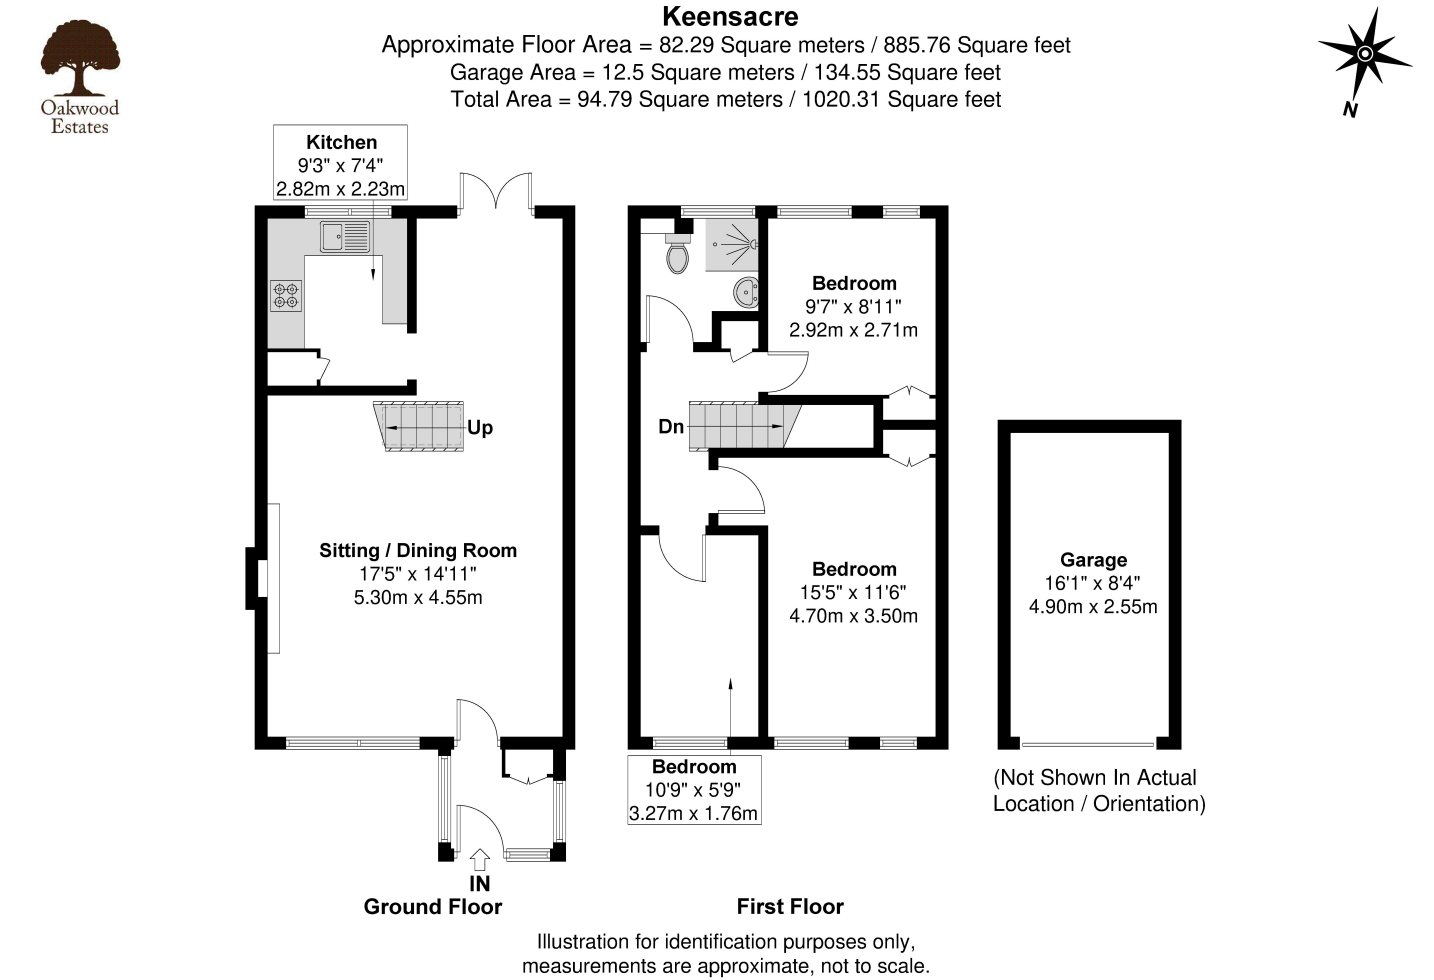 Keensacre
Approximate Floor Area = 82.29 Square meters / 885.76 Square feet
Garage Area = 12.5 Square meters / 134.55 Square feet
Total Area = 94.79 Square meters / 1020.31 Square feet
Oakwood
Estates
N
Kitchen
9'3" x 7'4"
2.82m x 2.23m
Up
Sitting / Dining Room
17'5" x 14'11"
5.30m x 4.55m
IN
Ground Floor
Bedroom
9'7" x 8'11"
2.92m x 2.71m
Dn
Bedroom
15'5" x 11'6"
4.70m x 3.50m
Bedroom
10'9" x 5'9"
3.27m x 1.76m
First Floor
Garage
16'1" x 8'4"
4.90m x 2.55m
(Not Shown In Actual
Location / Orientation)
Illustration for identification purposes only,
measurements are approximate, not to scale.